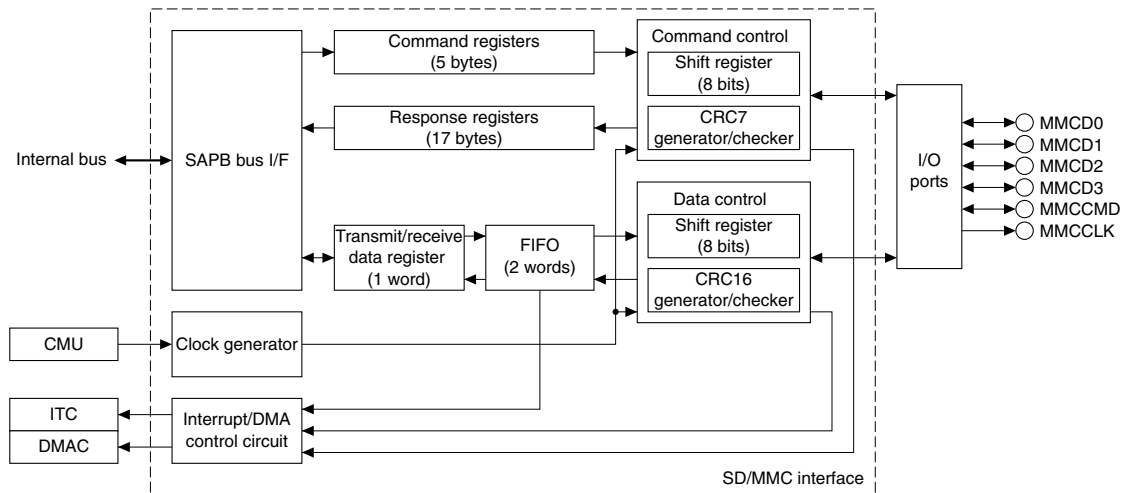 Command registers
(5 bytes)
Command control
Shift register
(8 bits)
CRC7
generator/checker
Response registers
(17 bytes)
Internal bus
SAPB bus I/F
I/O
ports
MMCD0
MMCD1
MMCD2
MMCD3
MMCCMD
MMCCLK
Data control
Shift register
(8 bits)
CRC16
generator/checker
Transmit/receive
data register
(1 word)
FIFO
(2 words)
CMU
Clock generator
ITC
DMAC
Interrupt/DMA
control circuit
SD/MMC interface